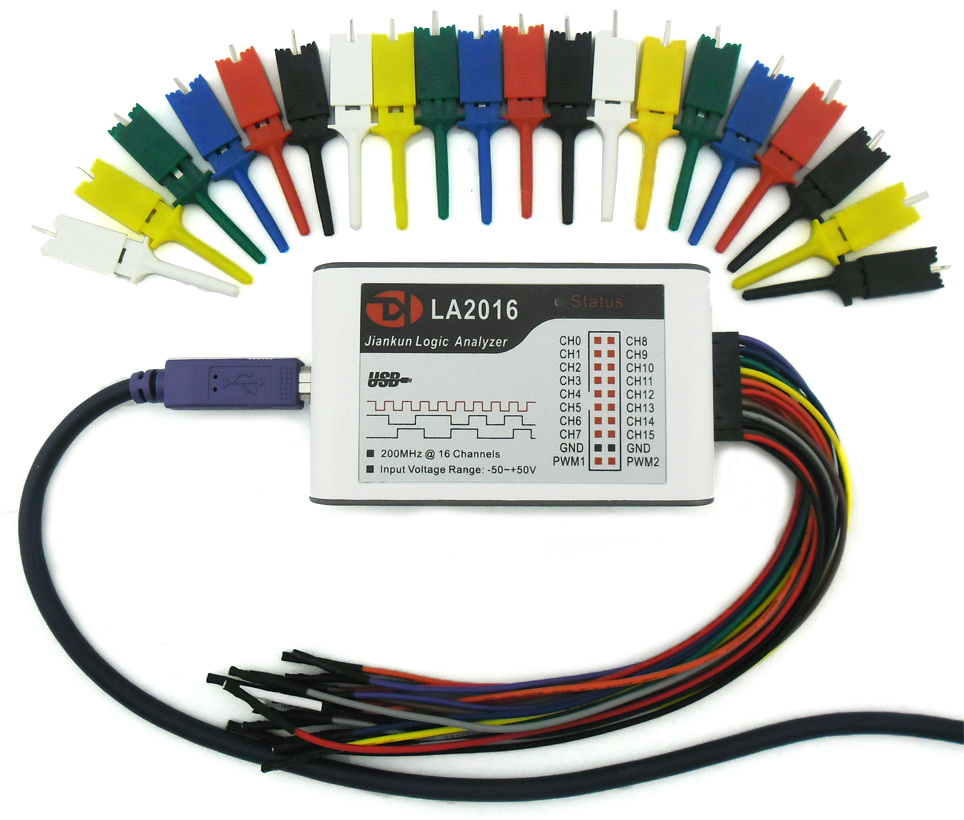 LA2016
Status
Jiankun Logic Analyzer
USB
CH0 CH8
CH1 CH9
CH2 CH10
CH3 CH11
CH4 CH12
CH5 CH13
CH6 CH14
CH7 CH15
GND GND
PWM1 PWM2
200MHz @ 16 Channels
Input Voltage Range: -50~+50V